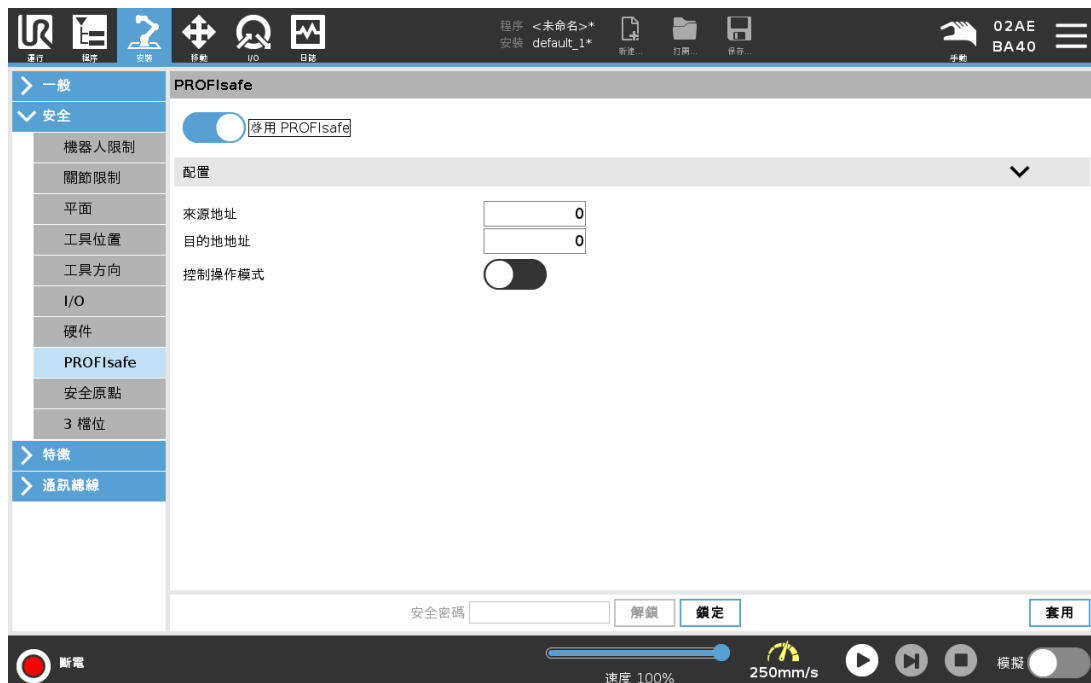 UR
運行
程序
安裝
移動
I/O
日誌
程序 <未命名>*
安裝 default_1*
新建...
打開...
保存...
手動
02AE
BA40
一般
安全
機器人限制
關節限制
平面
工具位置
工具方向
I/O
硬件
PROFIsafe
安全原點
3 檔位
特徵
通訊總線
PROFIsafe
啓用 PROFIsafe
配置
來源地址 0
目的地地址 0
控制操作模式
安全密碼
解鎖
鎖定
套用
斷電
速度 100%
250mm/s
模擬